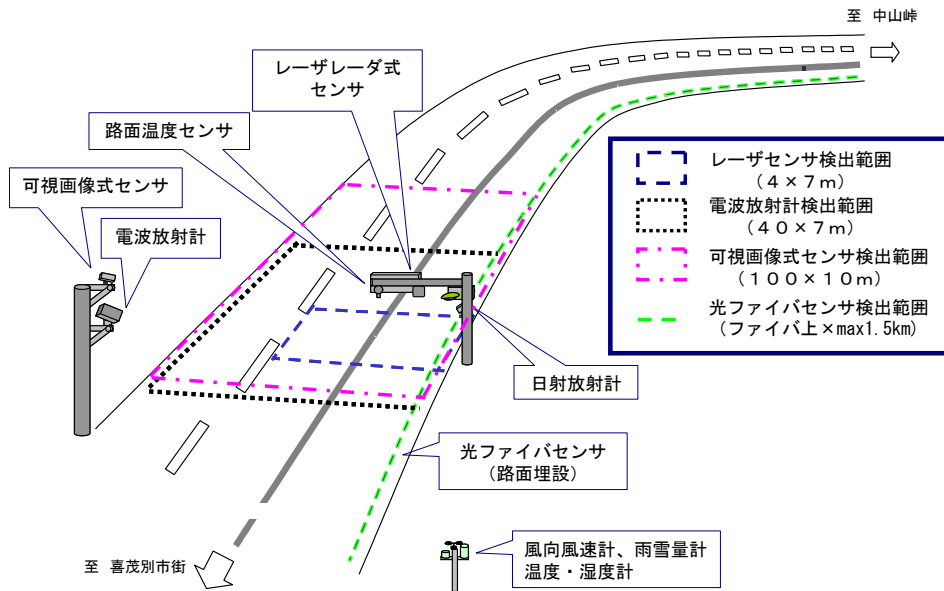 至 中山峠
レーザレーダ式
センサ
路面温度センサ
可視画像式センサ
電波放射計
レーザセンサ検出範囲
(4×7m)
電波放射計検出範囲
(40×7m)
可視画像式センサ検出範囲
(100×10m)
光ファイバセンサ検出範囲
(ファイバ上×max1.5km)
日射放射計
光ファイバセンサ
(路面埋設)
至 喜茂別市街
風向風速計、雨雪量計
温度・湿度計